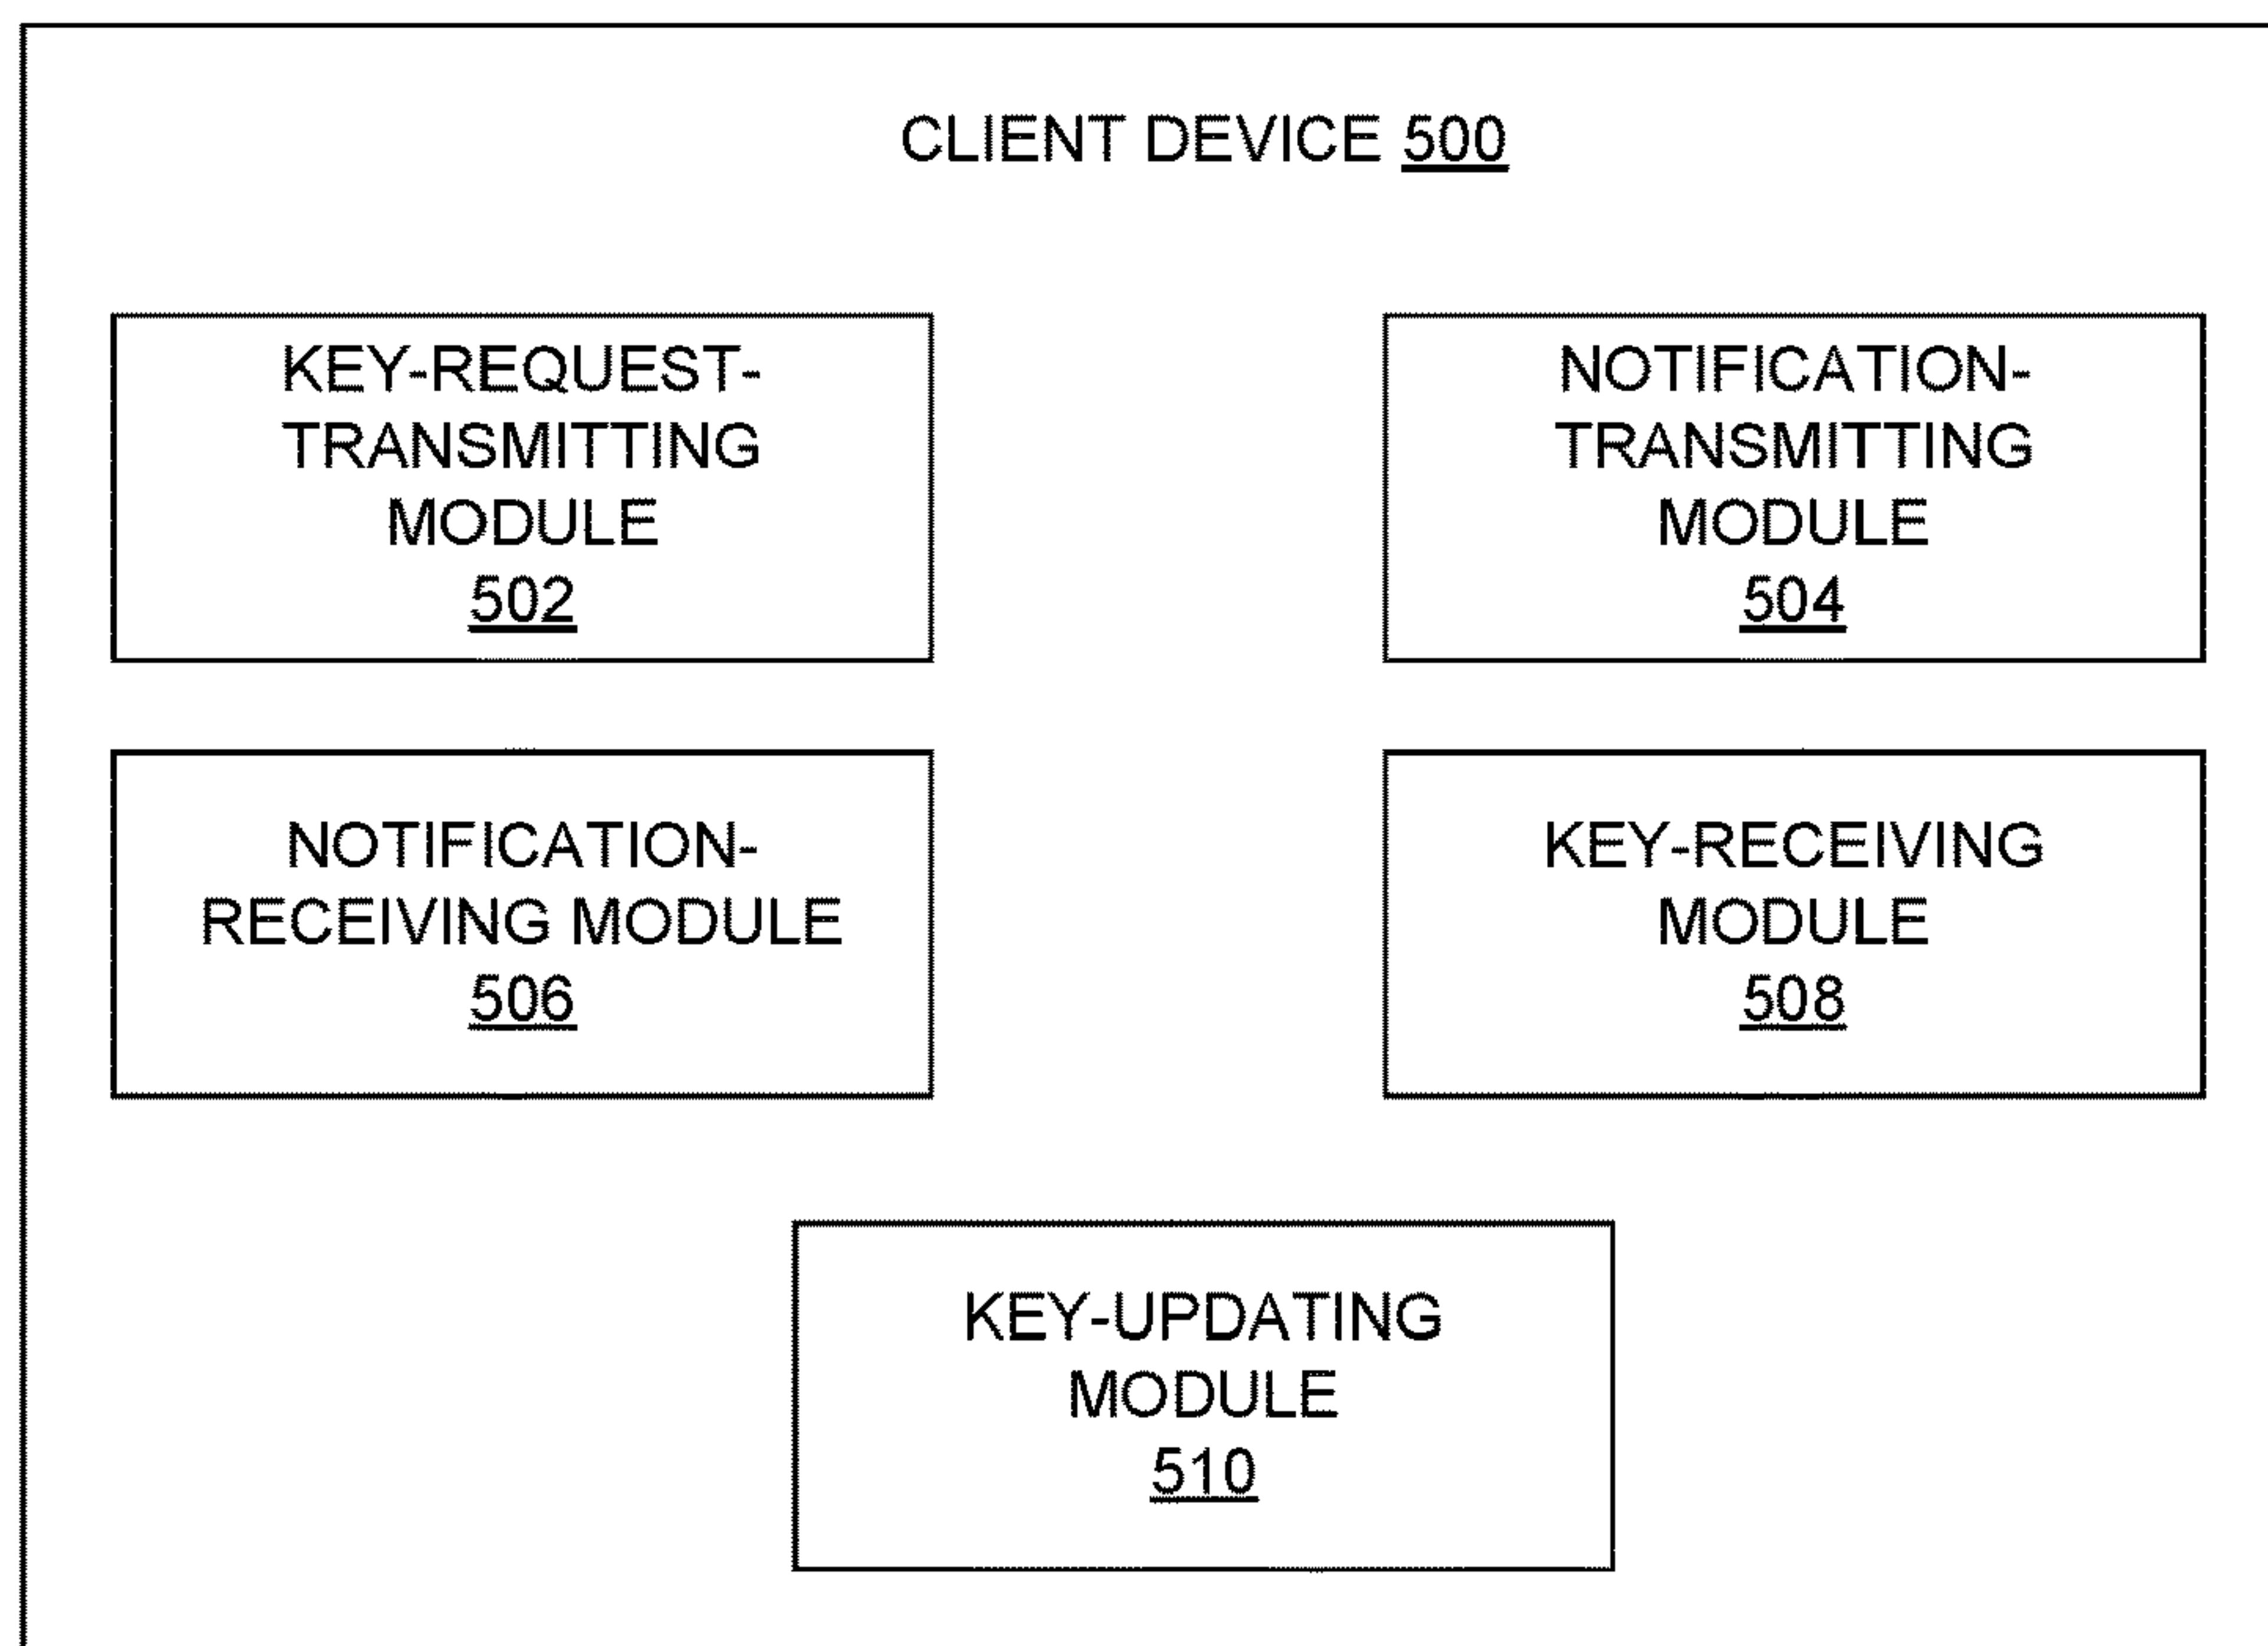 CLIENT DEVICE 500
KEY-REQUEST-
TRANSMITTING
MODULE
502
NOTIFICATION-
TRANSMITTING
MODULE
504
NOTIFICATION-
RECEIVING MODULE
506
KEY-RECEIVING
MODULE
508
KEY-UPDATING
MODULE
510